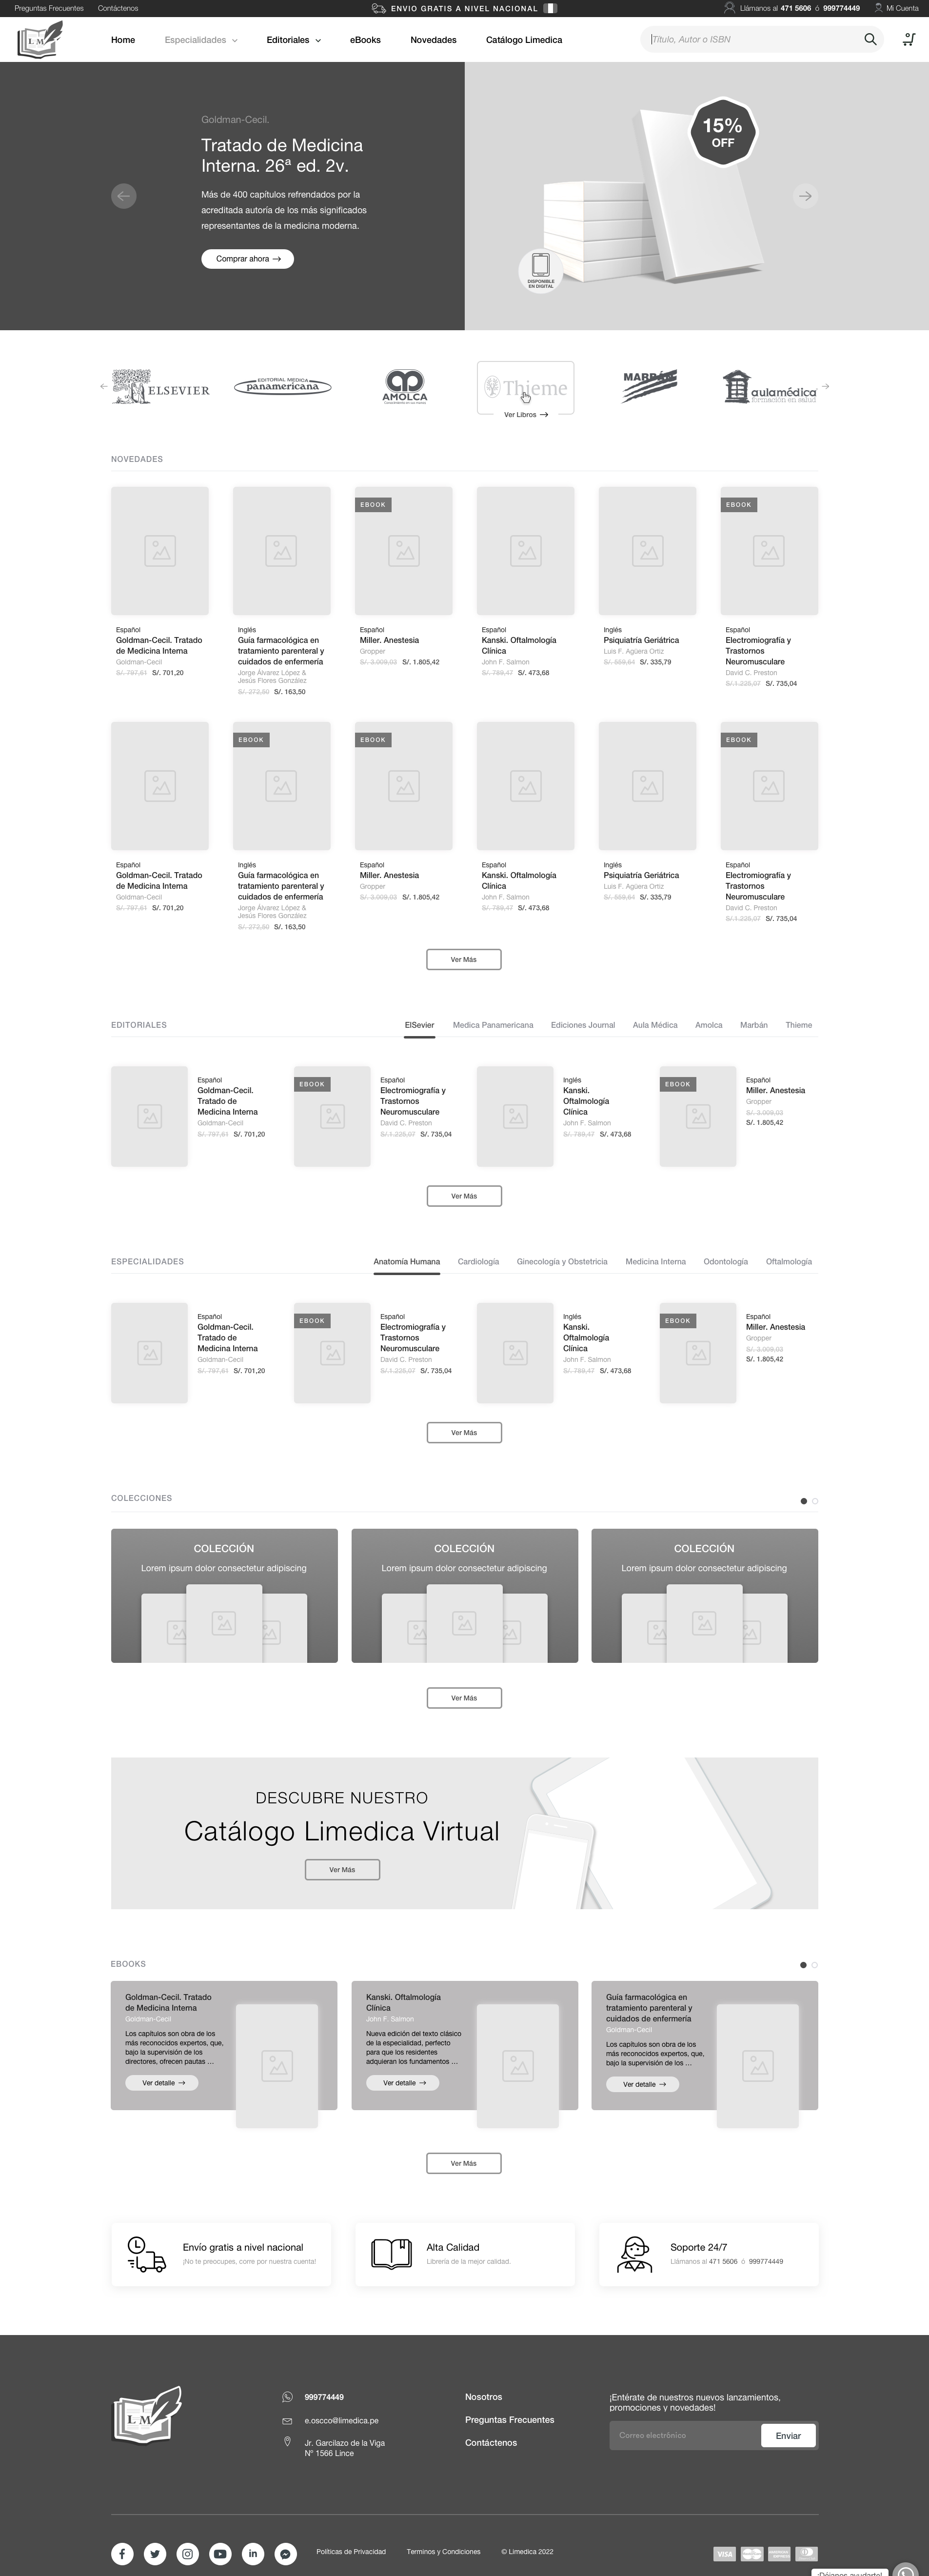 Preguntas Frecuentes Contáctenos ENVIO GRATIS A NIVEL NACIONAL Llámanos al 471 5606 ó 999774449 Mi Cuenta
LM
Home Especialidades Editoriales eBooks Novedades Catálogo Limedica Título, Autor o ISBN
Goldman-Cecil.
Tratado de Medicina
Interna. 26ª ed. 2v.
Más de 400 capítulos refrendados por la
acreditada autoría de los más significados
representantes de la medicina moderna.
Comprar ahora
15%
OFF
DISPONIBLE
EN DIGITAL
ELSEVIER
EDITORIAL MEDICA
panamericana
AMOLCA
Thieme
Ver Libros
MARBÁN
aulamédica
formación en salud
NOVEDADES
EBOOK
EBOOK
Español
Goldman-Cecil. Tratado
de Medicina Interna
Goldman-Cecil
S/. 797,61 S/. 701,20
Inglés
Guía farmacológica en
tratamiento parenteral y
cuidados de enfermería
Jorge Álvarez López &
Jesús Flores González
S/. 272,50 S/. 163,50
Español
Miller. Anestesia
Gropper
S/. 3.009,03 S/. 1.805,42
Español
Kanski. Oftalmología
Clínica
John F. Salmon
S/. 789,47 S/. 473,68
Inglés
Psiquiatría Geriátrica
Luis F. Agüera Ortiz
S/. 559,64 S/. 335,79
Español
Electromiografía y
Trastornos
Neuromusculare
David C. Preston
S/.1.225,07 S/. 735,04
EBOOK
EBOOK
EBOOK
Español
Goldman-Cecil. Tratado
de Medicina Interna
Goldman-Cecil
S/. 797,61 S/. 701,20
Inglés
Guía farmacológica en
tratamiento parenteral y
cuidados de enfermería
Jorge Álvarez López &
Jesús Flores González
S/. 272,50 S/. 163,50
Español
Miller. Anestesia
Gropper
S/. 3.009,03 S/. 1.805,42
Español
Kanski. Oftalmología
Clínica
John F. Salmon
S/. 789,47 S/. 473,68
Inglés
Psiquiatría Geriátrica
Luis F. Agüera Ortiz
S/. 559,64 S/. 335,79
Español
Electromiografía y
Trastornos
Neuromusculare
David C. Preston
S/.1.225,07 S/. 735,04
Ver Más
EDITORIALES ElSevier Medica Panamericana Ediciones Journal Aula Médica Amolca Marbán Thieme
Español
Goldman-Cecil.
Tratado de
Medicina Interna
Goldman-Cecil
S/. 797,61 S/. 701,20
EBOOK
Español
Electromiografía y
Trastornos
Neuromusculare
David C. Preston
S/.1.225,07 S/. 735,04
Inglés
Kanski.
Oftalmología
Clínica
John F. Salmon
S/. 789,47 S/. 473,68
EBOOK
Español
Miller. Anestesia
Gropper
S/. 3.009,03
S/. 1.805,42
Ver Más
ESPECIALIDADES Anatomía Humana Cardiología Ginecología y Obstetricia Medicina Interna Odontología Oftalmología
Español
Goldman-Cecil.
Tratado de
Medicina Interna
Goldman-Cecil
S/. 797,61 S/. 701,20
EBOOK
Español
Electromiografía y
Trastornos
Neuromusculare
David C. Preston
S/.1.225,07 S/. 735,04
Inglés
Kanski.
Oftalmología
Clínica
John F. Salmon
S/. 789,47 S/. 473,68
EBOOK
Español
Miller. Anestesia
Gropper
S/. 3.009,03
S/. 1.805,42
Ver Más
COLECCIONES
COLECCIÓN
Lorem ipsum dolor consectetur adipiscing
COLECCIÓN
Lorem ipsum dolor consectetur adipiscing
COLECCIÓN
Lorem ipsum dolor consectetur adipiscing
Ver Más
DESCUBRE NUESTRO
Catálogo Limedica Virtual
Ver Más
EBOOKS
Goldman-Cecil. Tratado
de Medicina Interna
Goldman-Cecil
Los capítulos son obra de los
más reconocidos expertos, que,
bajo la supervisión de los
directores, ofrecen pautas ...
Ver detalle
Kanski. Oftalmología
Clínica
John F. Salmon
Nueva edición del texto clásico
de la especialidad, perfecto
para que los residentes
adquieran los fundamentos ...
Ver detalle
Guía farmacológica en
tratamiento parenteral y
cuidados de enfermería
Goldman-Cecil
Los capítulos son obra de los
más reconocidos expertos, que,
bajo la supervisión de los ...
Ver detalle
Ver Más
Envío gratis a nivel nacional
¡No te preocupes, corre por nuestra cuenta!
Alta Calidad
Librería de la mejor calidad.
Soporte 24/7
Llámanos al 471 5606 ó 999774449
LM
999774449
e.oscco@limedica.pe
Jr. Garcilazo de la Viga
N° 1566 Lince
Nosotros
Preguntas Frecuentes
Contáctenos
¡Entérate de nuestros nuevos lanzamientos,
promociones y novedades!
Correo electrónico Enviar
Políticas de Privacidad Terminos y Condiciones © Limedica 2022
VISA
¡Déjanos ayudarte!